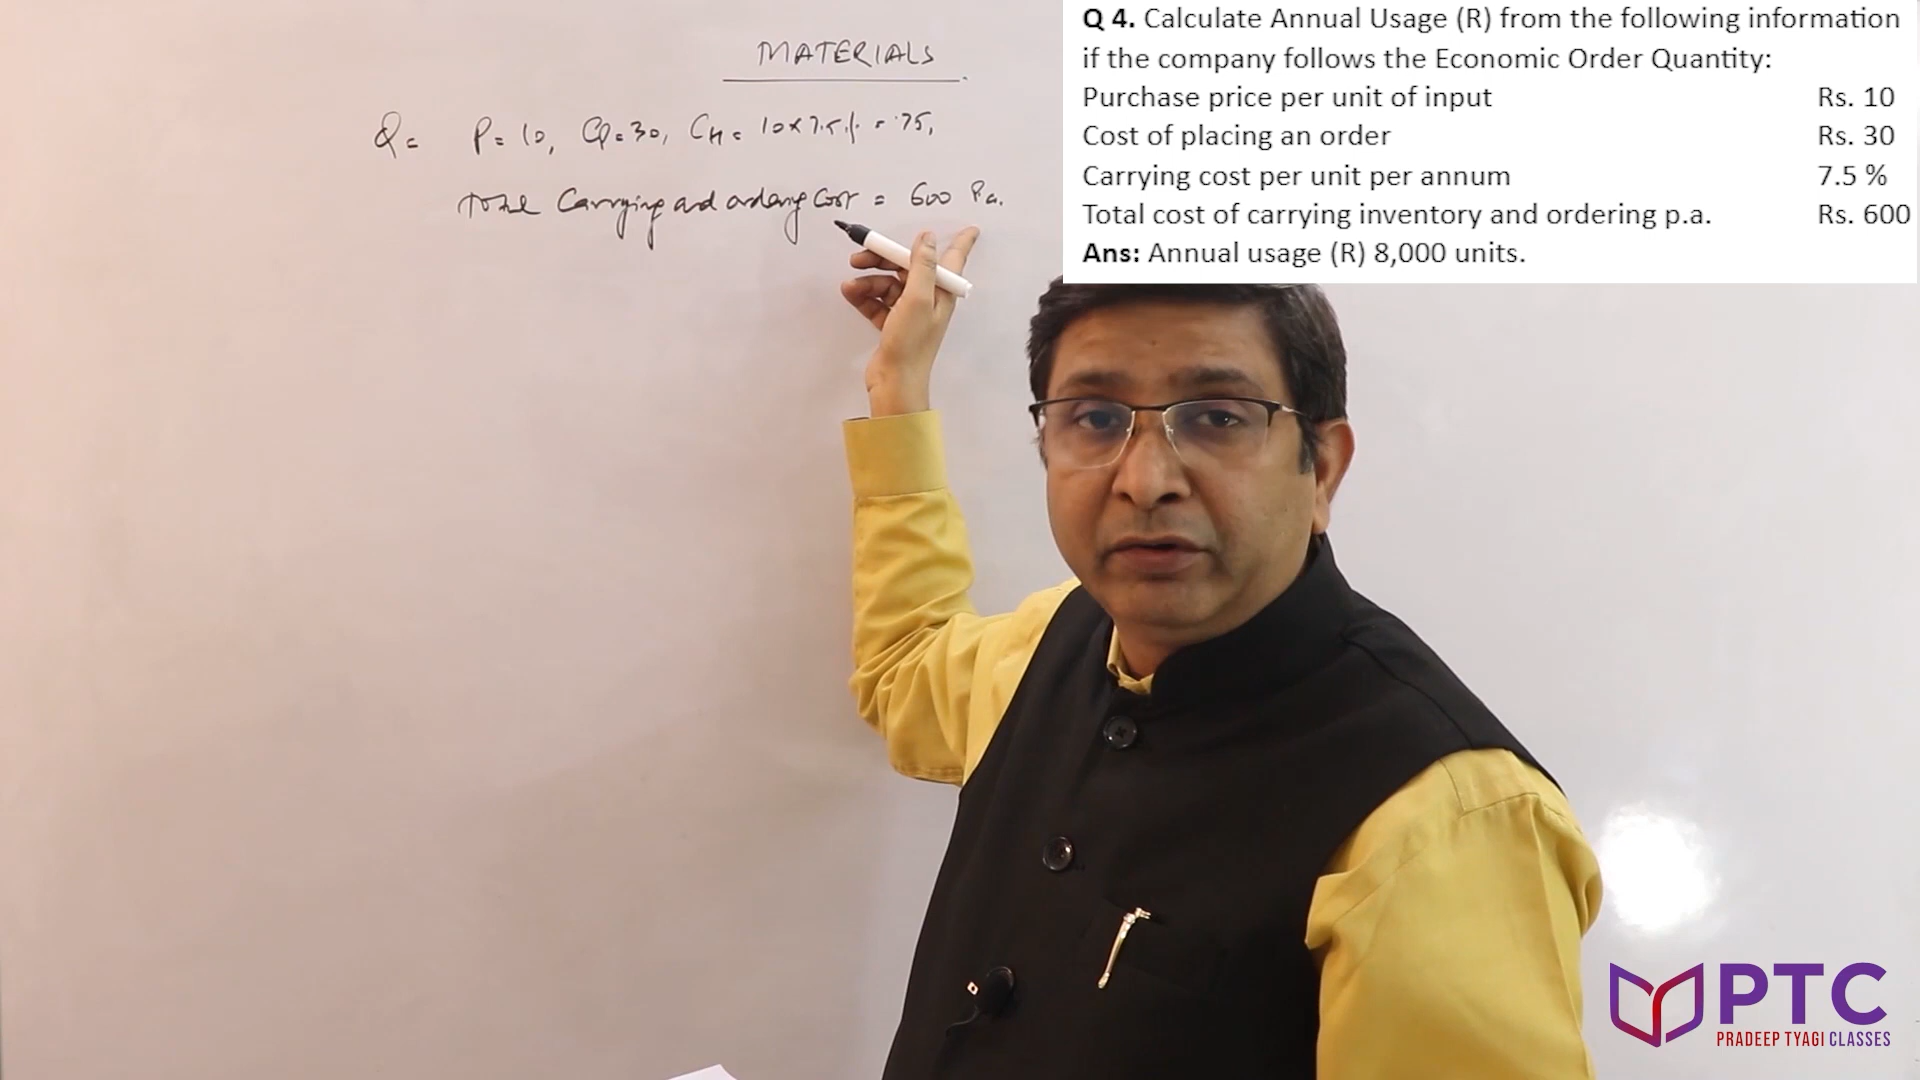 MATERIALS
Q= P=10, CO=30, CH= 10×7.5% = .75,
Total Carrying and ordering Cost = 600 P.a.
Q 4. Calculate Annual Usage (R) from the following information
if the company follows the Economic Order Quantity:
Purchase price per unit of input Rs. 10
Cost of placing an order Rs. 30
Carrying cost per unit per annum 7.5 %
Total cost of carrying inventory and ordering p.a. Rs. 600
Ans: Annual usage (R) 8,000 units.
PTC
PRADEEP TYAGI CLASSES